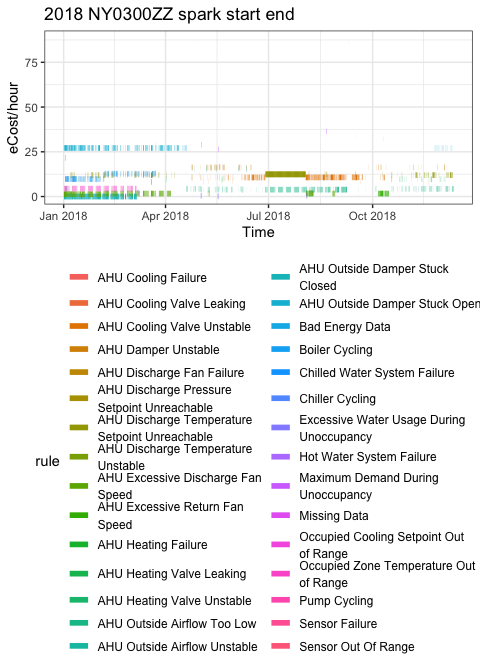 2018 NY0300ZZ spark start end
eCost/hour
75
50
25
0
Jan 2018
Apr 2018
Jul 2018
Oct 2018
Time
rule
AHU Cooling Failure
AHU Cooling Valve Leaking
AHU Cooling Valve Unstable
AHU Damper Unstable
AHU Discharge Fan Failure
AHU Discharge Pressure
Setpoint Unreachable
AHU Discharge Temperature
Setpoint Unreachable
AHU Discharge Temperature
Unstable
AHU Excessive Discharge Fan
Speed
AHU Excessive Return Fan
Speed
AHU Heating Failure
AHU Heating Valve Leaking
AHU Heating Valve Unstable
AHU Outside Airflow Too Low
AHU Outside Airflow Unstable
AHU Outside Damper Stuck
Closed
AHU Outside Damper Stuck Open
Bad Energy Data
Boiler Cycling
Chilled Water System Failure
Chiller Cycling
Excessive Water Usage During
Unoccupancy
Hot Water System Failure
Maximum Demand During
Unoccupancy
Missing Data
Occupied Cooling Setpoint Out
of Range
Occupied Zone Temperature Out
of Range
Pump Cycling
Sensor Failure
Sensor Out Of Range